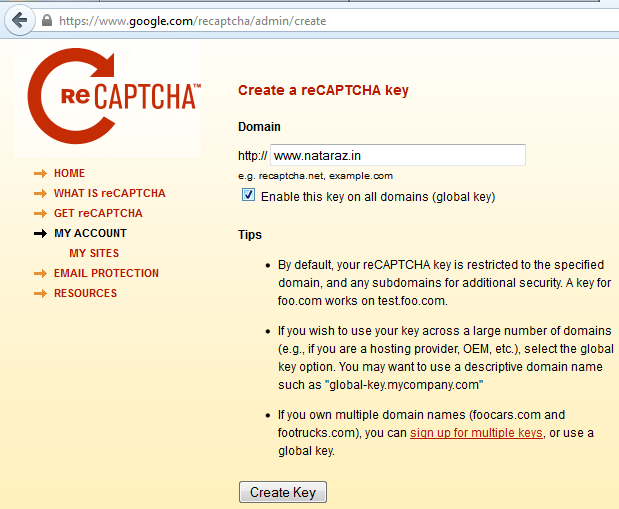 https://www.google.com/recaptcha/admin/create
RECAPTCHA™
HOME
WHAT IS reCAPTCHA
GET reCAPTCHA
MY ACCOUNT
MY SITES
EMAIL PROTECTION
RESOURCES
Create a reCAPTCHA key
Domain
http:// www.nataraz.in
e.g. recaptcha.net, example.com
Enable this key on all domains (global key)
Tips
• By default, your reCAPTCHA key is restricted to the specified
domain, and any subdomains for additional security. A key for
foo.com works on test.foo.com.
• If you wish to use your key across a large number of domains
(e.g., if you are a hosting provider, OEM, etc.), select the global
key option. You may want to use a descriptive domain name
such as "global-key.mycompany.com"
• If you own multiple domain names (foocars.com and
footrucks.com), you can sign up for multiple keys, or use a
global key.
Create Key